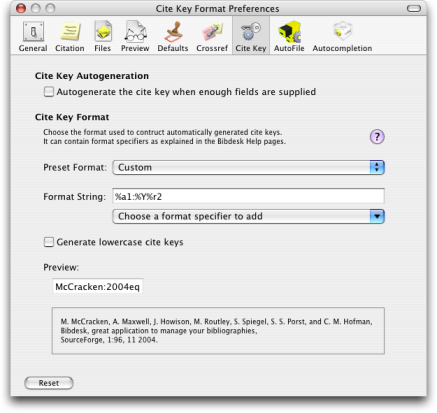 Cite Key Format Preferences
General Citation Files Preview Defaults Crossref Cite Key AutoFile Autocompletion
Cite Key Autogeneration
Autogenerate the cite key when enough fields are supplied
Cite Key Format
Choose the format used to contruct automatically generated cite keys.
It can contain format specifiers as explained in the Bibdesk Help pages.
?
Preset Format: Custom
Format String: %a1:%Y%r2
Choose a format specifier to add
Generate lowercase cite keys
Preview:
McCracken:2004eq
M. McCracken, A. Maxwell, J. Howison, M. Routley, S. Spiegel, S. S. Porst, and C. M. Hofman,
Bibdesk, great application to manage your bibliographies,
SourceForge, 1:96, 11 2004.
Reset